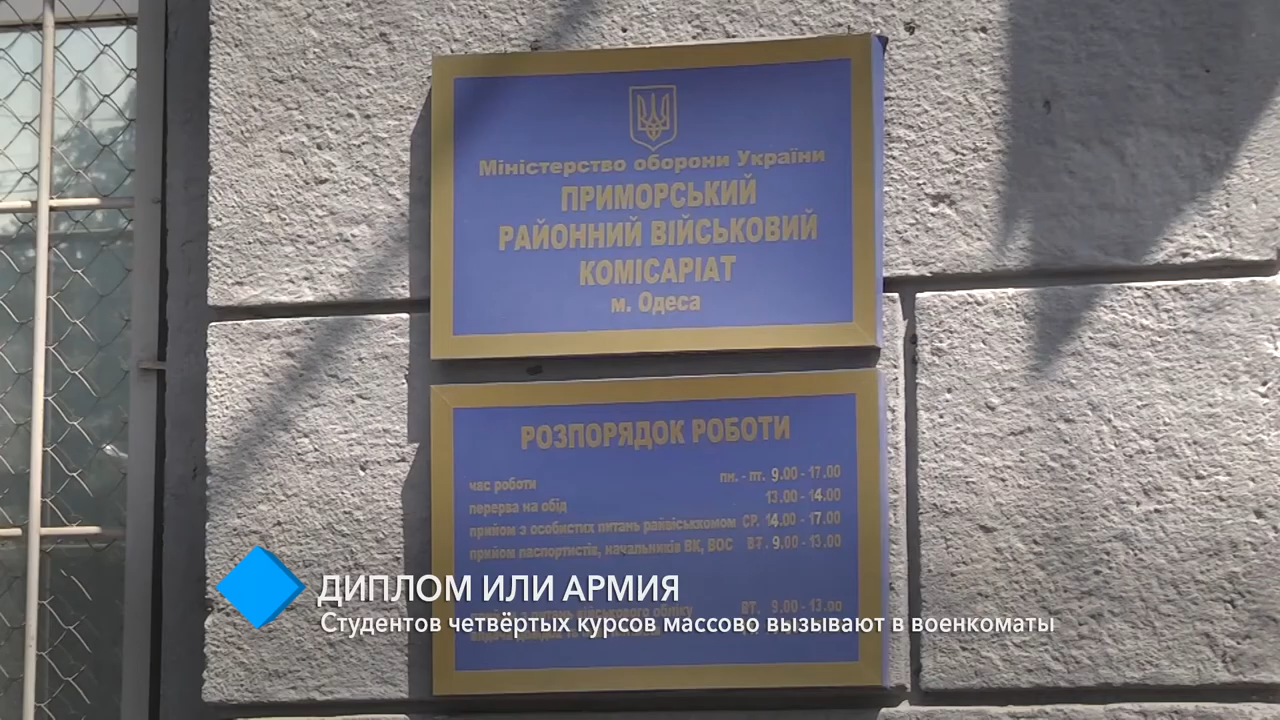 Міністерство оборони України
ПРИМОРСЬКИЙ
РАЙОННИЙ ВІЙСЬКОВИЙ
КОМІСАРІАТ
м. Одеса
РОЗПОРЯДОК РОБОТИ
час роботи пн. - пт. 9.00 - 17.00
перерва на обід 13.00 - 14.00
прийом з особистих питань райвійськкомом СР. 14.00 - 17.00
прийом паспортистів, начальників ВК, ВОС ВТ. 9.00 - 13.00
питань військового обліку ВТ. 9.00 - 13.00
ДИПЛОМ ИЛИ АРМИЯ
Студентов четвёртых курсов массово вызывают в военкоматы